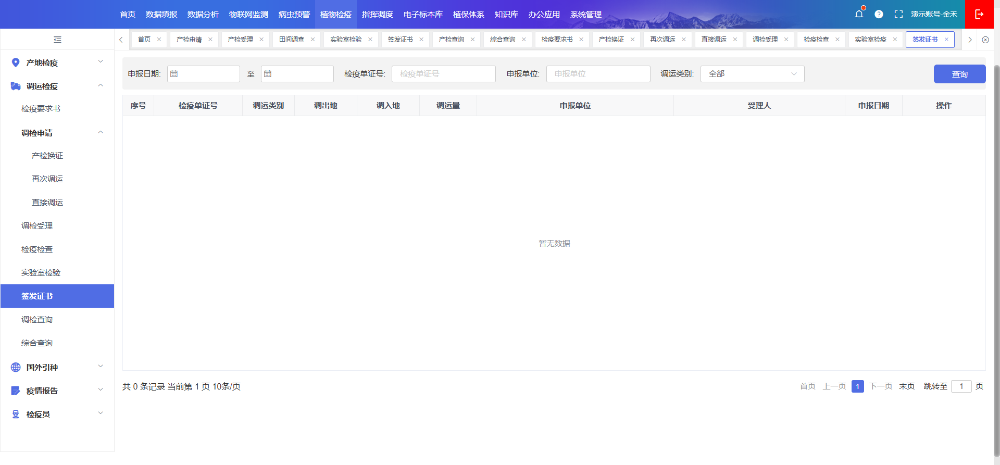 首页 数据填报 数据分析 物联网监测 病虫预警 植物检疫 指挥调度 电子标本库 植保体系 知识库 办公应用 系统管理 演示账号-金禾
首页 产检申请 产检受理 田间调查 实验室检验 签发证书 产检查询 综合查询 检疫要求书 产检换证 再次调运 直接调运 调检受理 检疫检查 实验室检疫 签发证书
产地检疫
调运检疫
检疫要求书
调检申请
产检换证
再次调运
直接调运
调检受理
检疫检查
实验室检验
签发证书
调检查询
综合查询
国外引种
疫情报告
检疫员
申报日期: 至 检疫单证号: 检疫单证号 申报单位: 申报单位 调运类别: 全部 查询
序号 检疫单证号 调运类别 调出地 调入地 调运量 申报单位 受理人 申报日期 操作
暂无数据
共 0 条记录 当前第 1 页 10条/页 首页 上一页 1 下一页 末页 跳转至 1 页